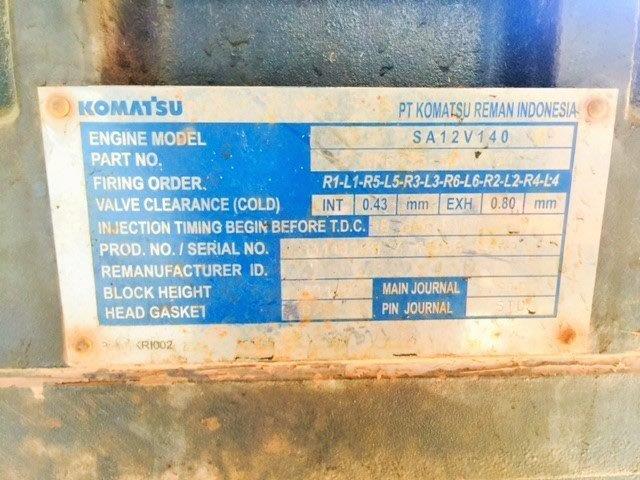 KOMATSU PT KOMATSU REMAN INDONESIA
ENGINE MODEL SA12V140
PART NO.
FIRING ORDER. R1-L1-R5-L5-R3-L3-R6-L6-R2-L2-R4-L4
VALVE CLEARANCE (COLD) INT 0.43 mm EXH 0.80 mm
INJECTION TIMING BEGIN BEFORE T.D.C.
PROD. NO. / SERIAL NO.
REMANUFACTURER ID.
BLOCK HEIGHT MAIN JOURNAL
HEAD GASKET PIN JOURNAL STD